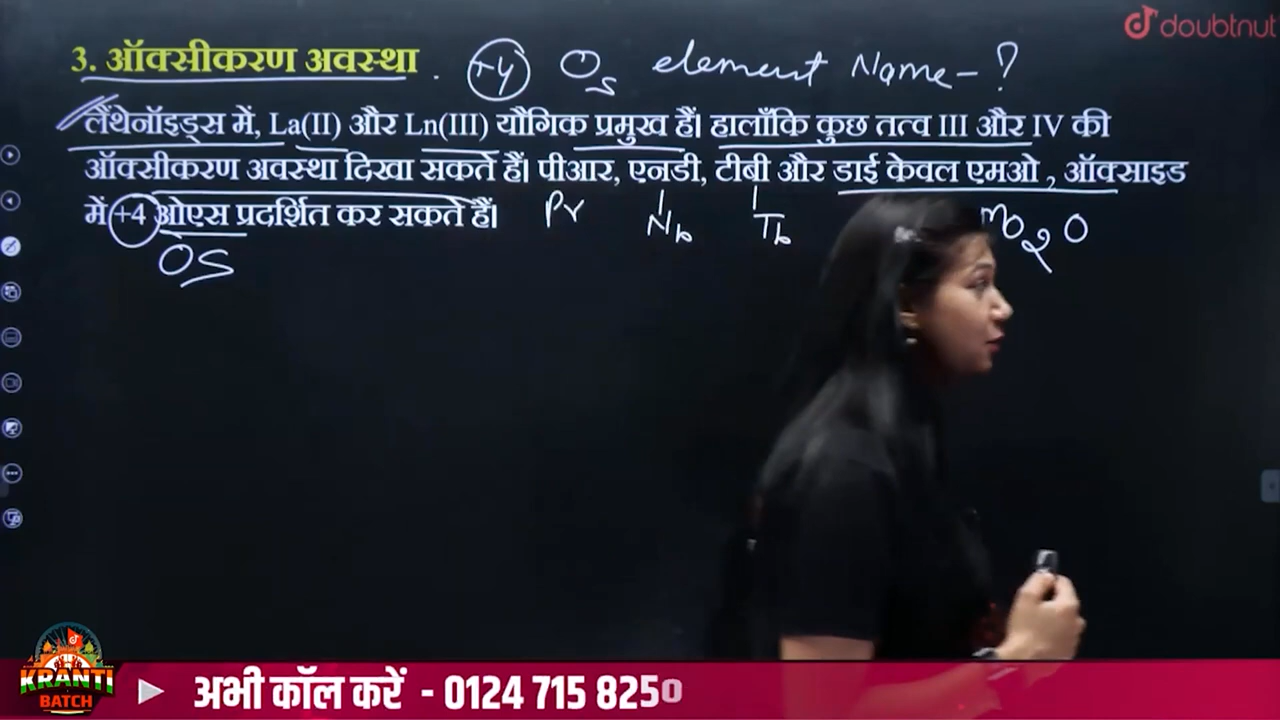 doubtnut
3. ऑक्सीकरण अवस्था . +4 Os element Name - ?
लैंथेनॉइड्स में, La(II) और Ln(III) यौगिक प्रमुख हैं। हालाँकि कुछ तत्व III और IV की
ऑक्सीकरण अवस्था दिखा सकते हैं। पीआर, एनडी, टीबी और डाई केवल एमओ , ऑक्साइड
में +4 ओएस प्रदर्शित कर सकते हैं।
Pr Nb Tb mo2 O
OS
KRANTI
BATCH
अभी कॉल करें - 0124 715 8250